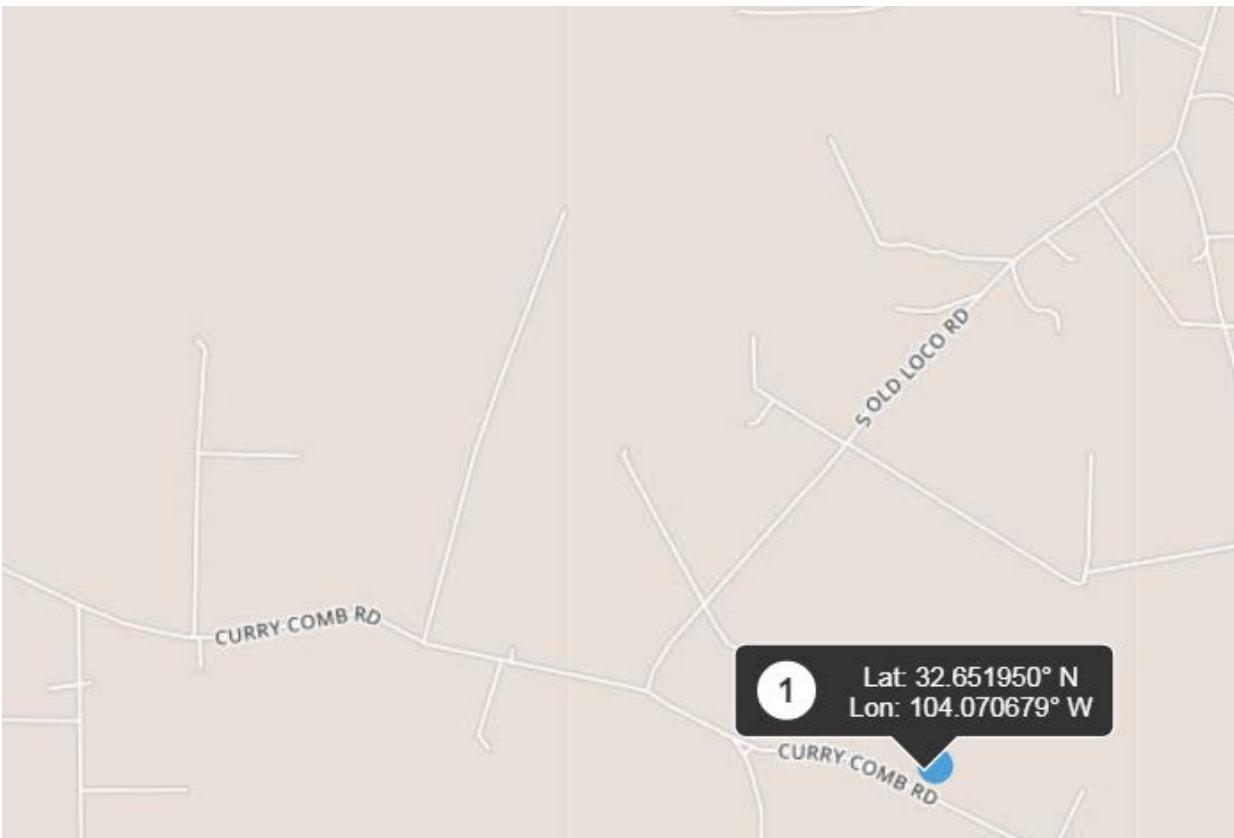 S OLD LOCO RD
CURRY COMB RD
1
Lat: 32.651950° N
Lon: 104.070679° W
CURRY COMB RD